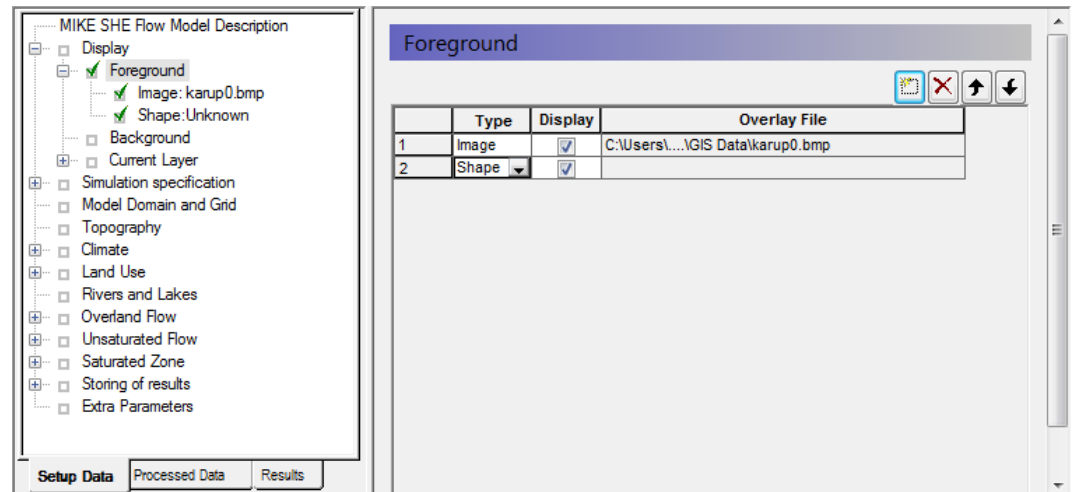 MIKE SHE Flow Model Description
Display
Foreground
Image: karup0.bmp
Shape:Unknown
Background
Current Layer
Simulation specification
Model Domain and Grid
Topography
Climate
Land Use
Rivers and Lakes
Overland Flow
Unsaturated Flow
Saturated Zone
Storing of results
Extra Parameters
Setup Data Processed Data Results
Foreground
Type Display Overlay File
1 Image C:\Users\....\GIS Data\karup0.bmp
2 Shape